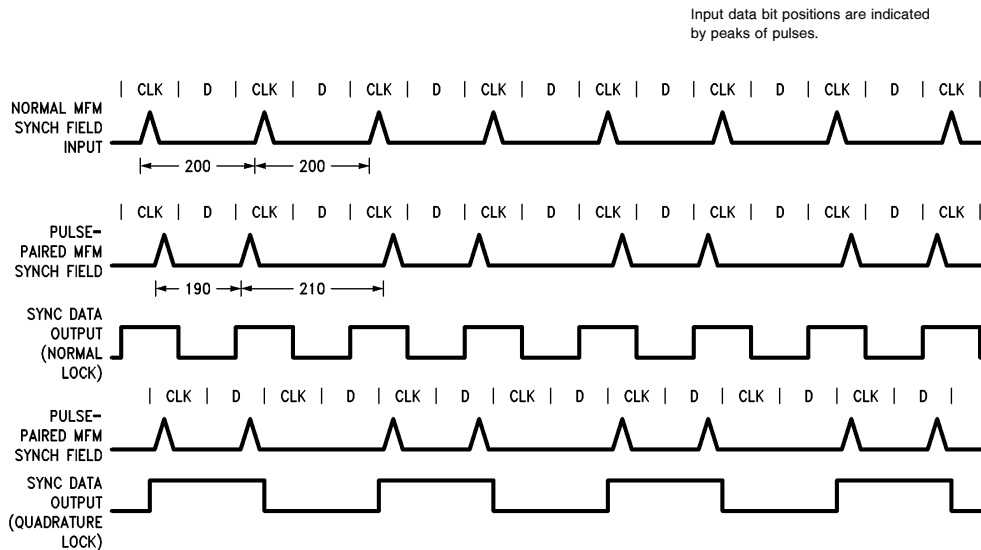 Input data bit positions are indicated
by peaks of pulses.
| CLK | D | CLK | D | CLK | D | CLK | D | CLK | D | CLK | D | CLK | D | CLK |
NORMAL MFM
SYNCH FIELD
INPUT
200 200
| CLK | D | CLK | D | CLK | D | CLK | D | CLK | D | CLK | D | CLK | D | CLK |
PULSE-
PAIRED MFM
SYNCH FIELD
190 210
SYNC DATA
OUTPUT
(NORMAL
LOCK)
| CLK | D | CLK | D | CLK | D | CLK | D | CLK | D | CLK | D | CLK | D |
PULSE-
PAIRED MFM
SYNCH FIELD
SYNC DATA
OUTPUT
(QUADRATURE
LOCK)